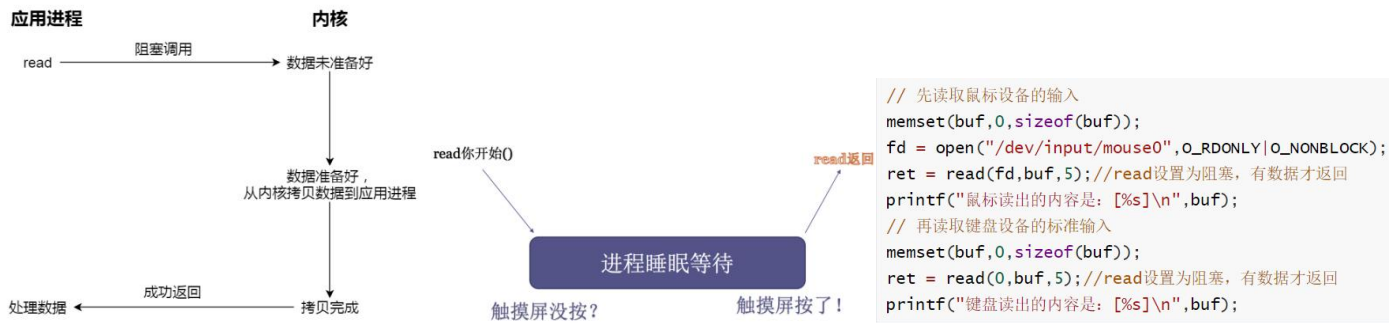 应用进程
内核
阻塞调用
read
数据未准备好
数据准备好，
从内核拷贝数据到应用进程
成功返回
处理数据
拷贝完成
read你开始()
read返回
进程睡眠等待
触摸屏没按？
触摸屏按了！
// 先读取鼠标设备的输入
memset(buf,0,sizeof(buf));
fd = open("/dev/input/mouse0",O_RDONLY|O_NONBLOCK);
ret = read(fd,buf,5);//read设置为阻塞，有数据才返回
printf("鼠标读出的内容是：[%s]\n",buf);
// 再读取键盘设备的标准输入
memset(buf,0,sizeof(buf));
ret = read(0,buf,5);//read设置为阻塞，有数据才返回
printf("键盘读出的内容是：[%s]\n",buf);